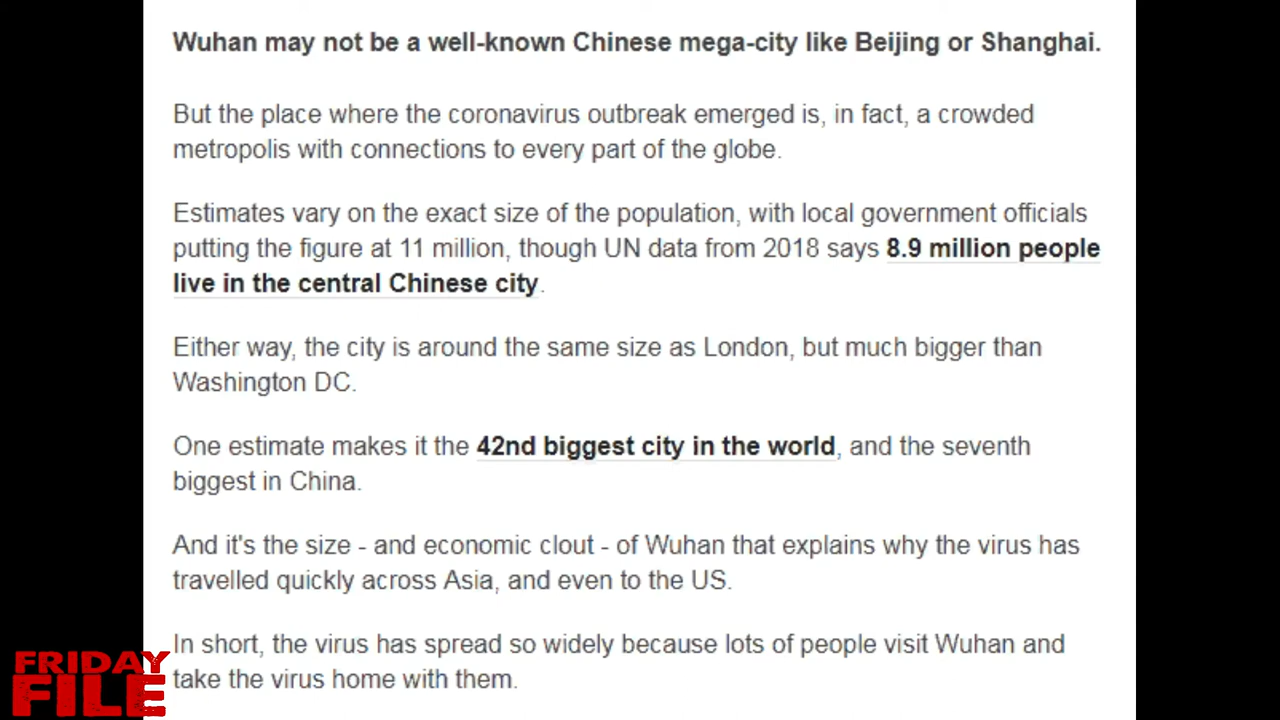 Wuhan may not be a well-known Chinese mega-city like Beijing or Shanghai.
But the place where the coronavirus outbreak emerged is, in fact, a crowded
metropolis with connections to every part of the globe.
Estimates vary on the exact size of the population, with local government officials
putting the figure at 11 million, though UN data from 2018 says 8.9 million people
live in the central Chinese city.
Either way, the city is around the same size as London, but much bigger than
Washington DC.
One estimate makes it the 42nd biggest city in the world, and the seventh
biggest in China.
And it's the size - and economic clout - of Wuhan that explains why the virus has
travelled quickly across Asia, and even to the US.
In short, the virus has spread so widely because lots of people visit Wuhan and
take the virus home with them.
FRIDAY
FILE